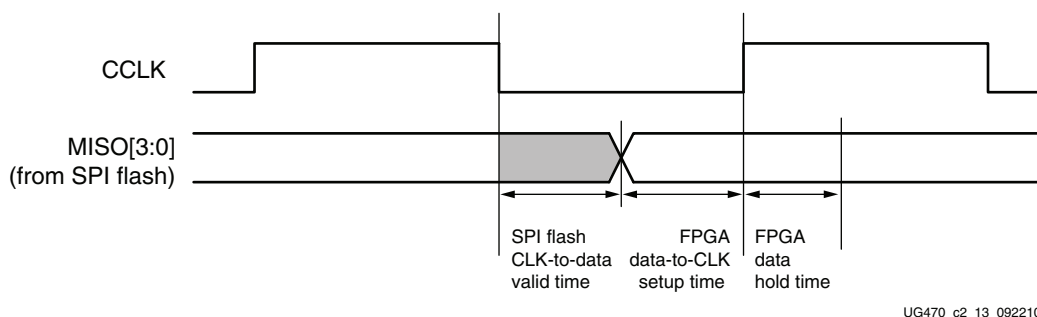 CCLK
MISO[3:0]
(from SPI flash)
SPI flash
CLK-to-data
valid time
FPGA
data-to-CLK
setup time
FPGA
data
hold time
UG470_c2_13_092210